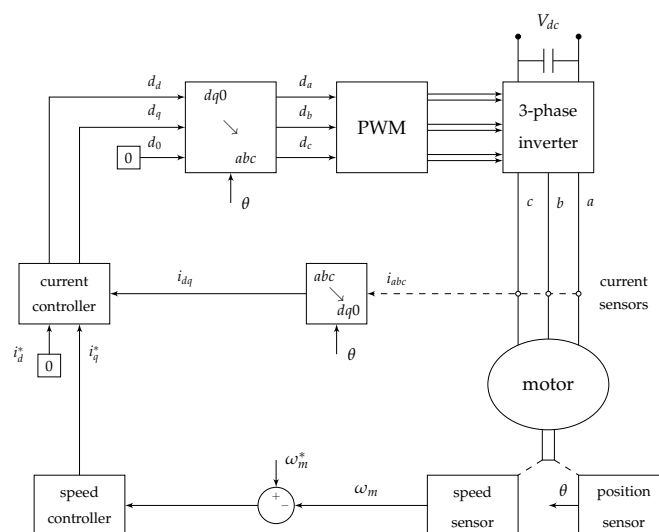 V_dc
d_d
d_a
dq0
d_q
d_b
PWM
3-phase
inverter
d_0
0
abc
d_c
θ
c
b
a
current
controller
i_dq
abc
dq0
i_abc
current
sensors
θ
i_d^*
0
i_q^*
motor
ω_m^*
speed
controller
+
−
ω_m
speed
sensor
θ
position
sensor